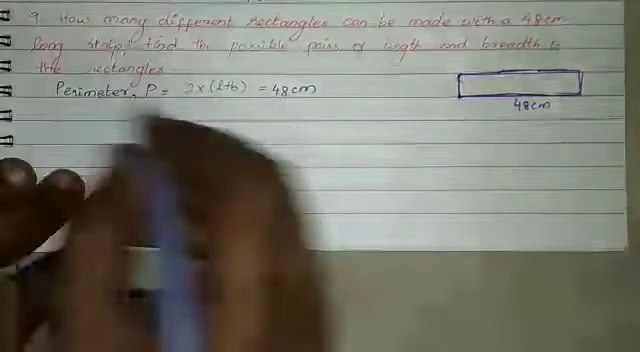 9 How many different rectangles can be made with a 48cm
long strip? find the possible pairs of length and breadth of
the rectangles
Perimeter, P = 2×(l+b) = 48cm
48cm